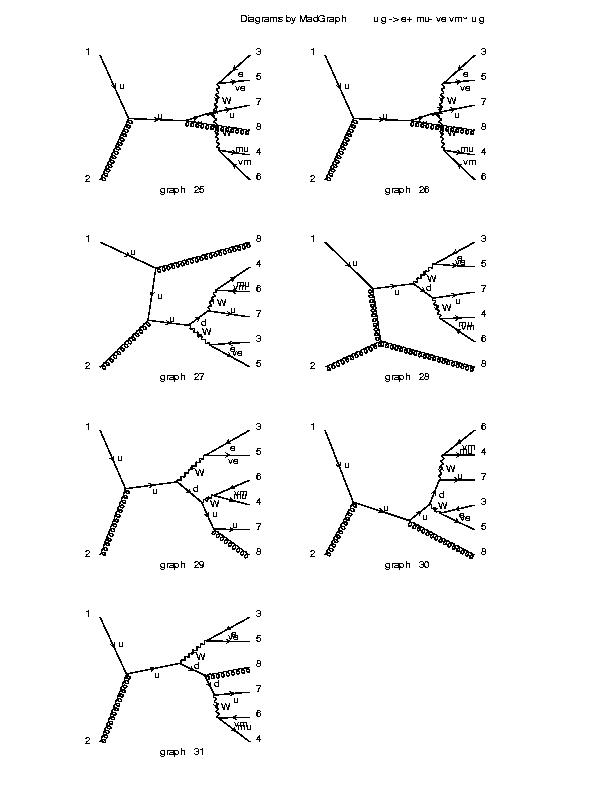 Diagrams by MadGraph u g -> e+ mu- ve vm~ u g
1 3
e 5
ve
u
W 7
u u
8
W
mu 4
vm
2 6
graph 25
1 3
e 5
ve
u
W 7
u u
8
W
mu 4
vm
2 6
graph 26
1 8
u 4
mu
6
u W
u 7
u d
W 3
e
ve
2 5
graph 27
1 3
u W 5
ve
u d 7
u
W 4
mu
6
2 8
graph 28
1 3
e 5
ve
W
u 6
u d vm
W mu 4
u
u 7
2 8
graph 29
1 6
vm
4
mu
W
u 7
d
u W 3
e
ve 5
2 8
graph 30
1 3
e 5
ve
u W 8
u d
d 7
u
W 6
vm
mu
2 4
graph 31